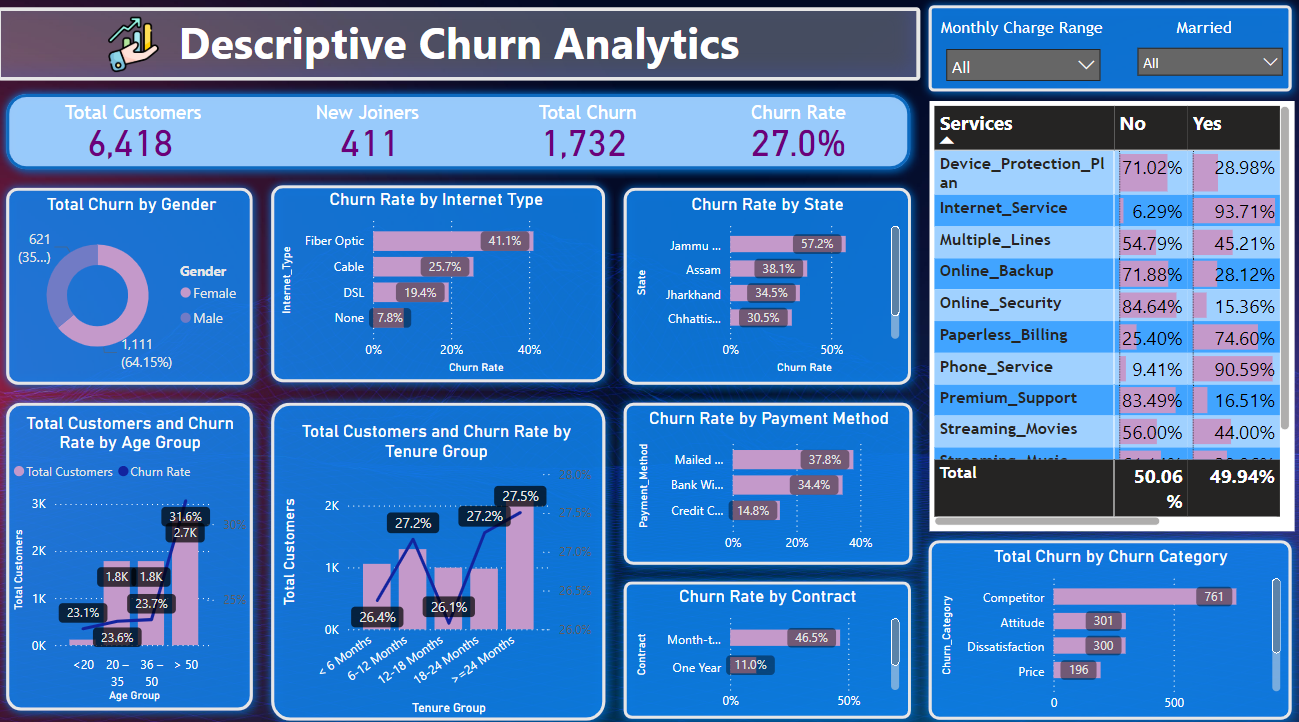 Descriptive Churn Analytics
Monthly Charge Range
Married
All
All
Total Customers
New Joiners
Total Churn
Churn Rate
6,418
411
1,732
27.0%
Total Churn by Gender
621
(35...)
Gender
Female
Male
1,111
(64.15%)
Churn Rate by Internet Type
Internet_Type
Fiber Optic
41.1%
Cable
25.7%
DSL
19.4%
None
7.8%
0%
20%
40%
Churn Rate
Churn Rate by State
State
Jammu ...
57.2%
Assam
38.1%
Jharkhand
34.5%
Chhattis...
30.5%
0%
50%
Churn Rate
Services
No
Yes
Device_Protection_Pl
an
71.02%
28.98%
Internet_Service
6.29%
93.71%
Multiple_Lines
54.79%
45.21%
Online_Backup
71.88%
28.12%
Online_Security
84.64%
15.36%
Paperless_Billing
25.40%
74.60%
Phone_Service
9.41%
90.59%
Premium_Support
83.49%
16.51%
Streaming_Movies
56.00%
44.00%
Total
50.06
%
49.94%
Total Customers and Churn
Rate by Age Group
Total Customers
Churn Rate
Total Customers
3K
2K
1K
0K
31.6%
2.7K
1.8K
1.8K
23.1%
23.7%
23.6%
30%
25%
<20
20 –
35
36 –
50
> 50
Age Group
Total Customers and Churn Rate by
Tenure Group
Total Customers
2K
1K
0K
27.5%
27.2%
27.2%
26.4%
26.1%
28.0%
27.5%
27.0%
26.5%
26.0%
< 6 Months
6-12 Months
12-18 Months
18-24 Months
>=24 Months
Tenure Group
Churn Rate by Payment Method
Payment_Method
Mailed ...
37.8%
Bank Wi...
34.4%
Credit C...
14.8%
0%
20%
40%
Churn Rate by Contract
Contract
Month-t...
46.5%
One Year
11.0%
0%
50%
Total Churn by Churn Category
Churn_Category
Competitor
761
Attitude
301
Dissatisfaction
300
Price
196
0
500